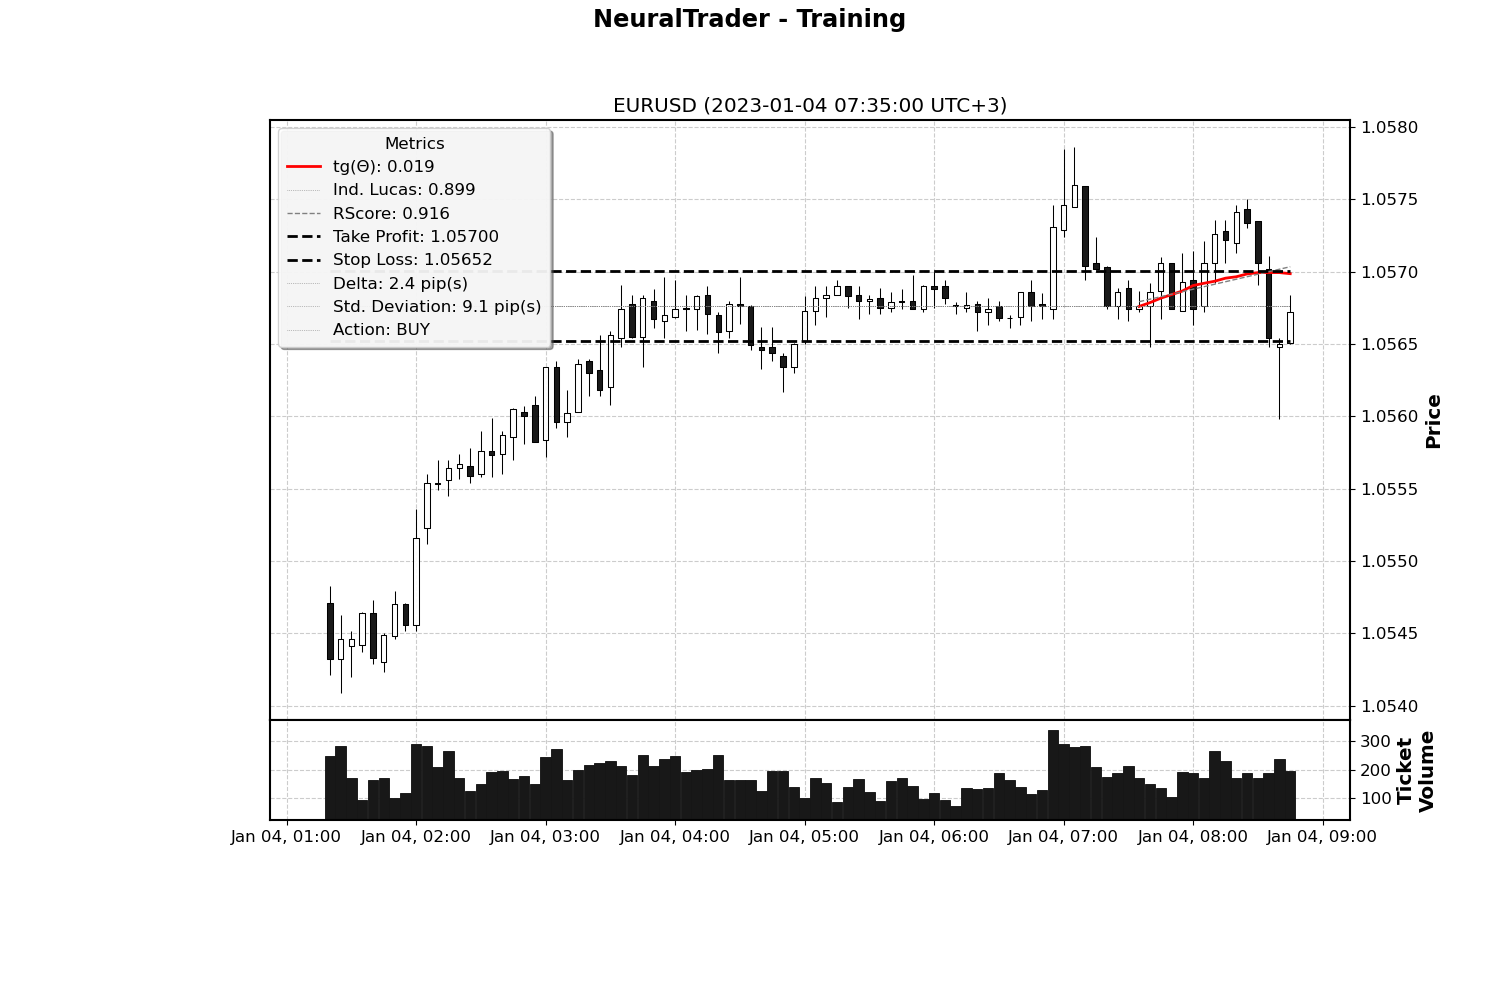 NeuralTrader - Training
EURUSD (2023-01-04 07:35:00 UTC+3)
Metrics
tg(Θ): 0.019
Ind. Lucas: 0.899
RScore: 0.916
Take Profit: 1.05700
Stop Loss: 1.05652
Delta: 2.4 pip(s)
Std. Deviation: 9.1 pip(s)
Action: BUY
1.0580
1.0575
1.0570
1.0565
1.0560
1.0555
1.0550
1.0545
1.0540
Price
300
200
100
Ticket
Volume
Jan 04, 01:00
Jan 04, 02:00
Jan 04, 03:00
Jan 04, 04:00
Jan 04, 05:00
Jan 04, 06:00
Jan 04, 07:00
Jan 04, 08:00
Jan 04, 09:00